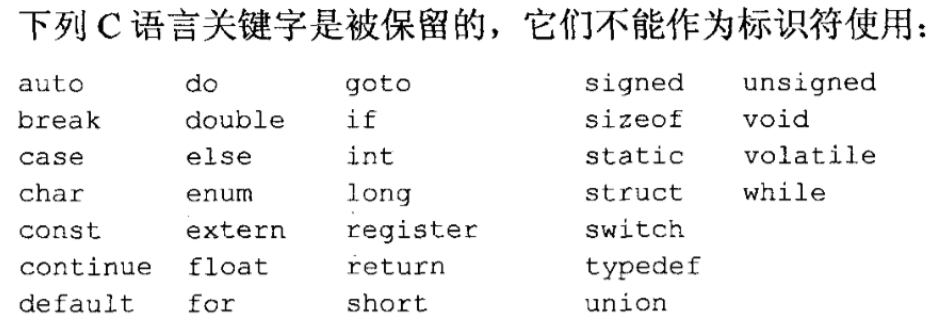 下列 C 语言关键字是被保留的，它们不能作为标识符使用：
auto do goto signed unsigned
break double if sizeof void
case else int static volatile
char enum long struct while
const extern register switch
continue float return typedef
default for short union